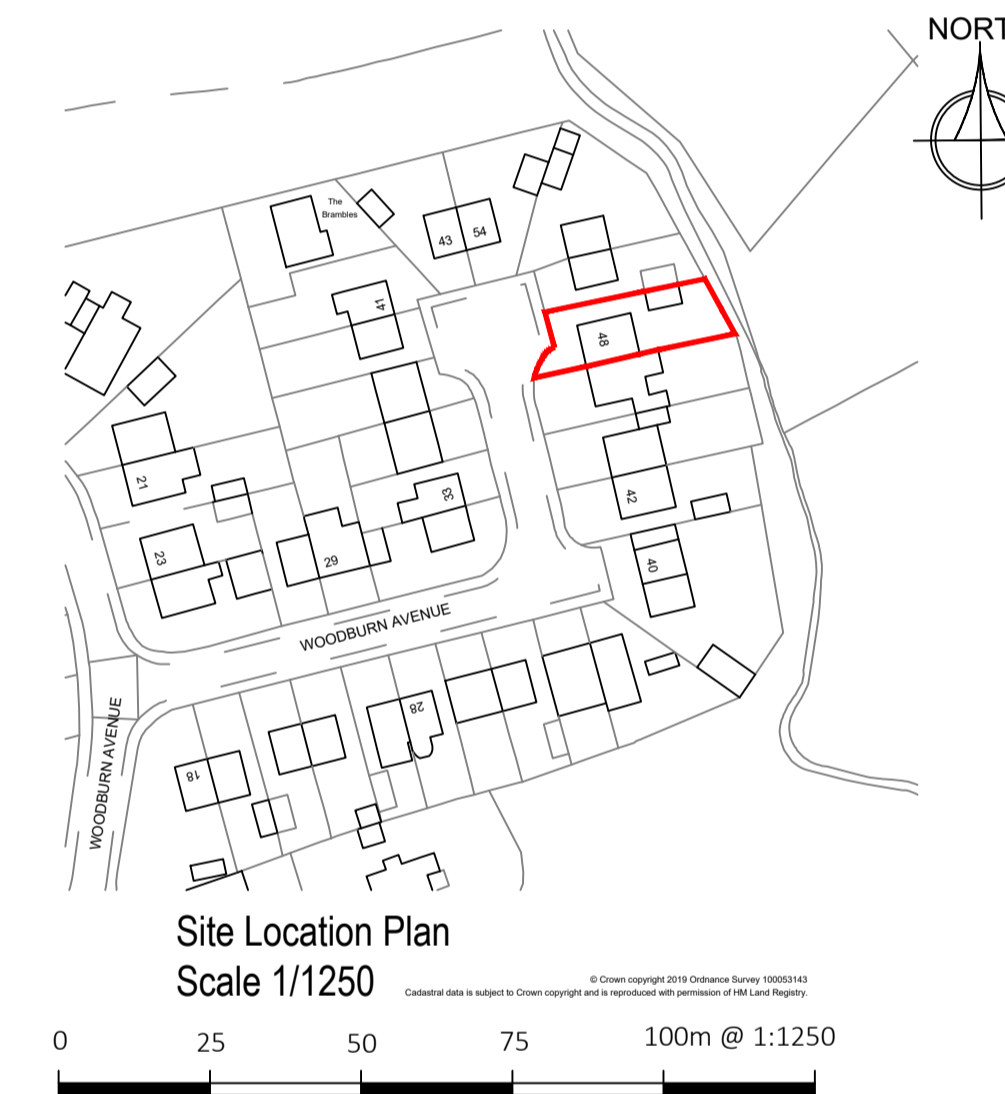 NORT
The
Brambles
43
54
41
48
21
33
42
23
29
40
WOODBURN AVENUE
28
18
WOODBURN AVENUE
Site Location Plan
Scale 1/1250
© Crown copyright 2019 Ordnance Survey 100053143
Cadastral data is subject to Crown copyright and is reproduced with permission of HM Land Registry.
0 25 50 75 100m @ 1:1250